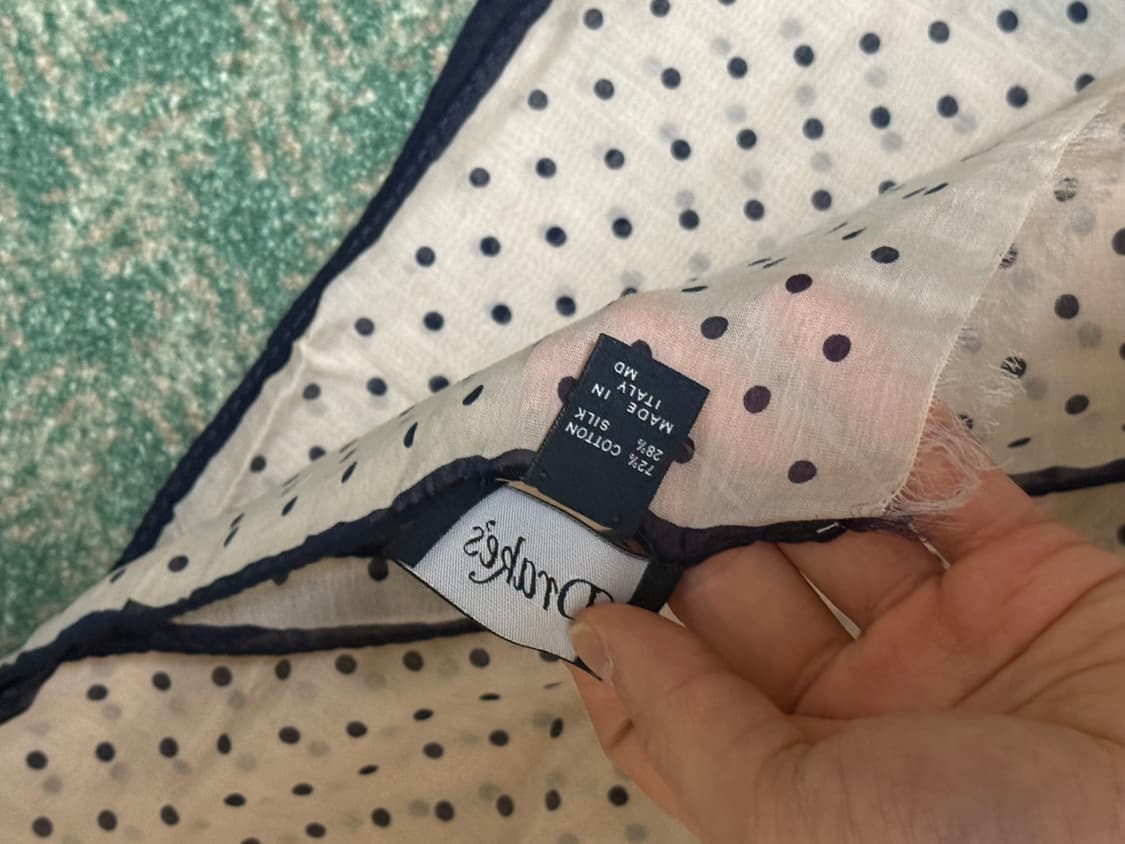 Drake's
72% COTTON
28% SILK
MADE IN
ITALY
MD